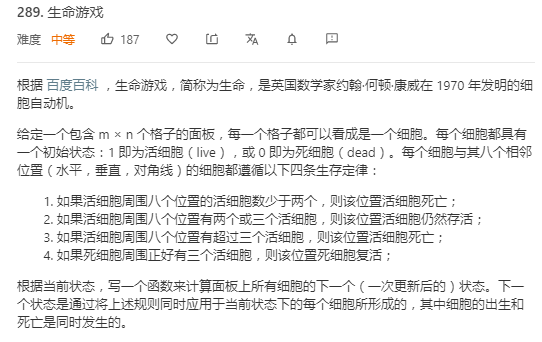 289. 生命游戏
难度 中等 187
根据 百度百科 ，生命游戏，简称为生命，是英国数学家约翰·何顿·康威在 1970 年发明的细
胞自动机。
给定一个包含 m × n 个格子的面板，每一个格子都可以看成是一个细胞。每个细胞都具有
一个初始状态：1 即为活细胞（live），或 0 即为死细胞（dead）。每个细胞与其八个相邻
位置（水平，垂直，对角线）的细胞都遵循以下四条生存定律：
1. 如果活细胞周围八个位置的活细胞数少于两个，则该位置活细胞死亡；
2. 如果活细胞周围八个位置有两个或三个活细胞，则该位置活细胞仍然存活；
3. 如果活细胞周围八个位置有超过三个活细胞，则该位置活细胞死亡；
4. 如果死细胞周围正好有三个活细胞，则该位置死细胞复活；
根据当前状态，写一个函数来计算面板上所有细胞的下一个（一次更新后的）状态。下一
个状态是通过将上述规则同时应用于当前状态下的每个细胞所形成的，其中细胞的出生和
死亡是同时发生的。